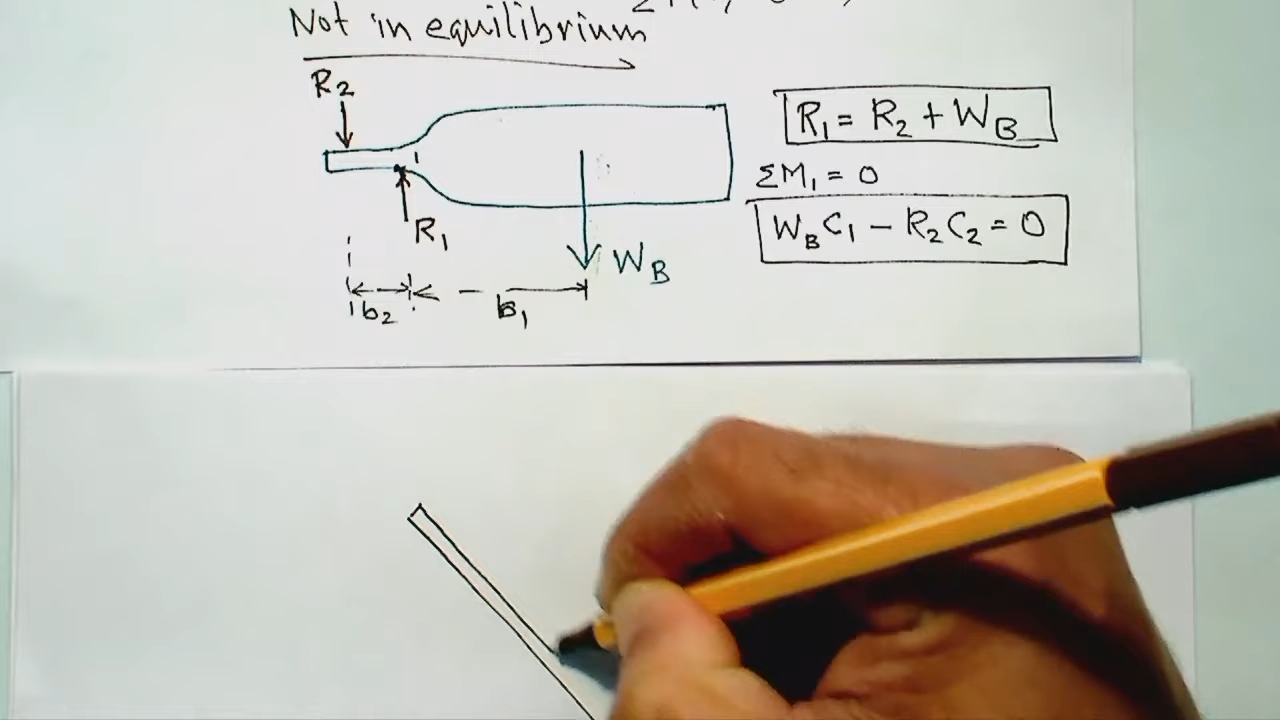 Not in equilibrium
R2
R1 = R2 + WB
ΣM1 = 0
WBC1 - R2C2 = 0
R1
WB
b2
b1